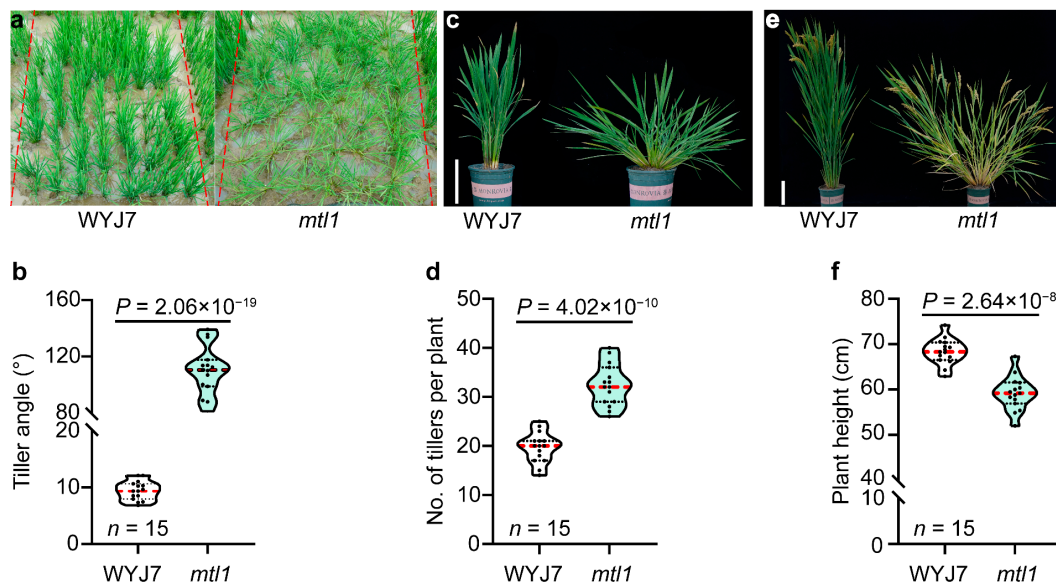 a
WYJ7
mtl1
c
WYJ7
mtl1
e
WYJ7
mtl1
b
Tiller angle (°)
160
120
80
20
10
0
P = 2.06×10⁻¹⁹
n = 15
WYJ7
mtl1
d
No. of tillers per plant
50
40
30
20
10
0
P = 4.02×10⁻¹⁰
n = 15
WYJ7
mtl1
f
Plant height (cm)
80
70
60
50
40
10
0
P = 2.64×10⁻⁸
n = 15
WYJ7
mtl1